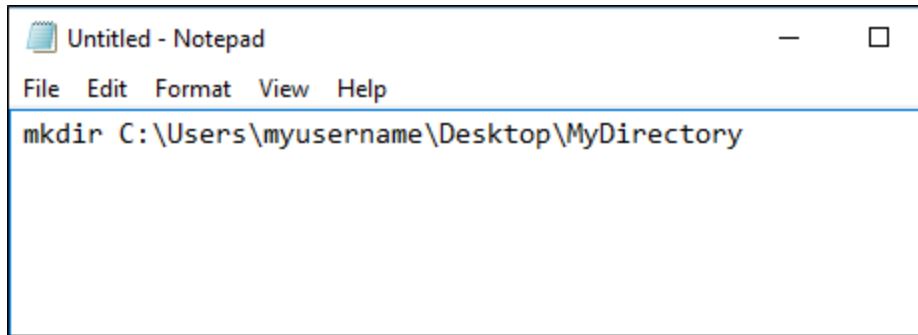 Untitled - Notepad
File Edit Format View Help
mkdir C:\Users\myusername\Desktop\MyDirectory